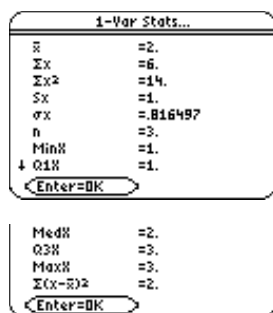 1-Var Stats...
x̄ =2.
Σx =6.
Σx² =14.
Sx =1.
σx =.816497
n =3.
MinX =1.
↓ Q1X =1.
Enter=OK
MedX =2.
Q3X =3.
MaxX =3.
Σ(x-x̄)² =2.
Enter=OK